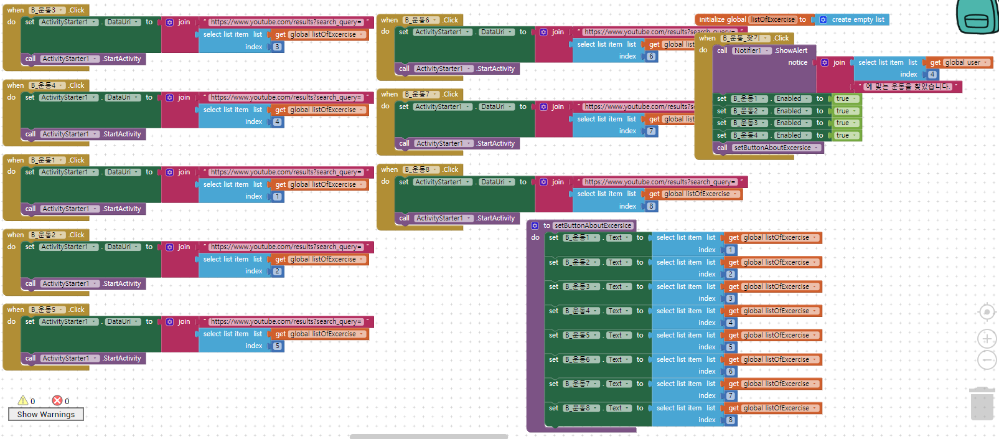 when B_운동3 .Click
do set ActivityStarter1 . DataUri to join " https://www.youtube.com/results?search_query= "
select list item list get global listOfExcercise
index 3
call ActivityStarter1 .StartActivity
when B_운동4 .Click
do set ActivityStarter1 . DataUri to join " https://www.youtube.com/results?search_query= "
select list item list get global listOfExcercise
index 4
call ActivityStarter1 .StartActivity
when B_운동1 .Click
do set ActivityStarter1 . DataUri to join " https://www.youtube.com/results?search_query= "
select list item list get global listOfExcercise
index 1
call ActivityStarter1 .StartActivity
when B_운동2 .Click
do set ActivityStarter1 . DataUri to join " https://www.youtube.com/results?search_query= "
select list item list get global listOfExcercise
index 2
call ActivityStarter1 .StartActivity
when B_운동5 .Click
do set ActivityStarter1 . DataUri to join " https://www.youtube.com/results?search_query= "
select list item list get global listOfExcercise
index 5
call ActivityStarter1 .StartActivity
0 0
Show Warnings
when B_운동6 .Click
do set ActivityStarter1 . DataUri to join " https://www.youtube.com/results?search_query= "
select list item list get global list
index 6
call ActivityStarter1 .StartActivity
when B_운동7 .Click
do set ActivityStarter1 . DataUri to join " https://www.youtube.com/results?s
select list item list get global list
index 7
call ActivityStarter1 .StartActivity
when B_운동8 .Click
do set ActivityStarter1 . DataUri to join " https://www.youtube.com/results?search_query= "
select list item list get global listOfExcercise
index 8
call ActivityStarter1 .StartActivity
initialize global listOfExcercise to create empty list
when B_운동_찾기 .Click
do call Notifier1 .ShowAlert
notice join select list item list get global user
index 4
" 에 맞는 운동을 찾았습니다. "
set B_운동1 . Enabled to true
set B_운동2 . Enabled to true
set B_운동3 . Enabled to true
set B_운동4 . Enabled to true
call setButtonAboutExcersice
to setButtonAboutExcersice
do set B_운동1 . Text to select list item list get global listOfExcercise
index 1
set B_운동2 . Text to select list item list get global listOfExcercise
index 2
set B_운동3 . Text to select list item list get global listOfExcercise
index 3
set B_운동4 . Text to select list item list get global listOfExcercise
index 4
set B_운동5 . Text to select list item list get global listOfExcercise
index 5
set B_운동6 . Text to select list item list get global listOfExcercise
index 6
set B_운동7 . Text to select list item list get global listOfExcercise
index 7
set B_운동8 . Text to select list item list get global listOfExcercise
index 8